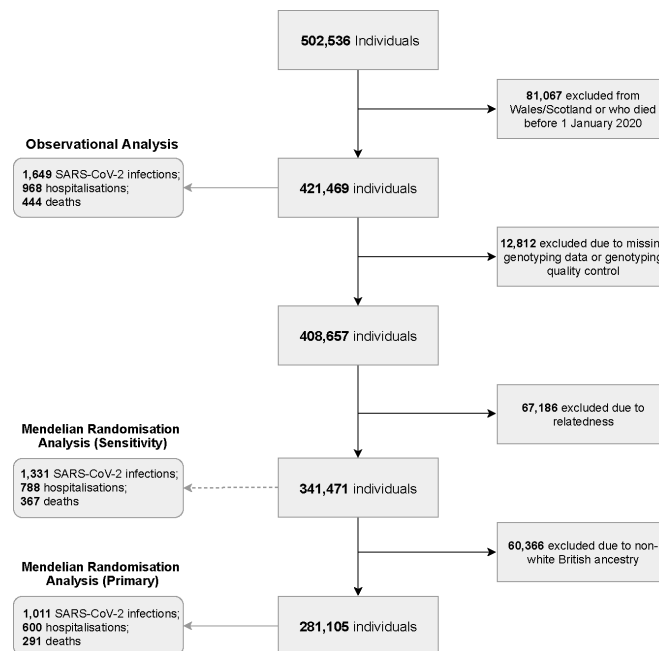 502,536 Individuals
81,067 excluded from
Wales/Scotland or who died
before 1 January 2020
Observational Analysis
1,649 SARS-CoV-2 infections;
968 hospitalisations;
444 deaths
421,469 individuals
12,812 excluded due to missin
genotyping data or genotyping
quality control
408,657 individuals
67,186 excluded due to
relatedness
Mendelian Randomisation
Analysis (Sensitivity)
1,331 SARS-CoV-2 infections;
788 hospitalisations;
367 deaths
341,471 individuals
60,366 excluded due to non-
white British ancestry
Mendelian Randomisation
Analysis (Primary)
1,011 SARS-CoV-2 infections;
600 hospitalisations;
291 deaths
281,105 individuals